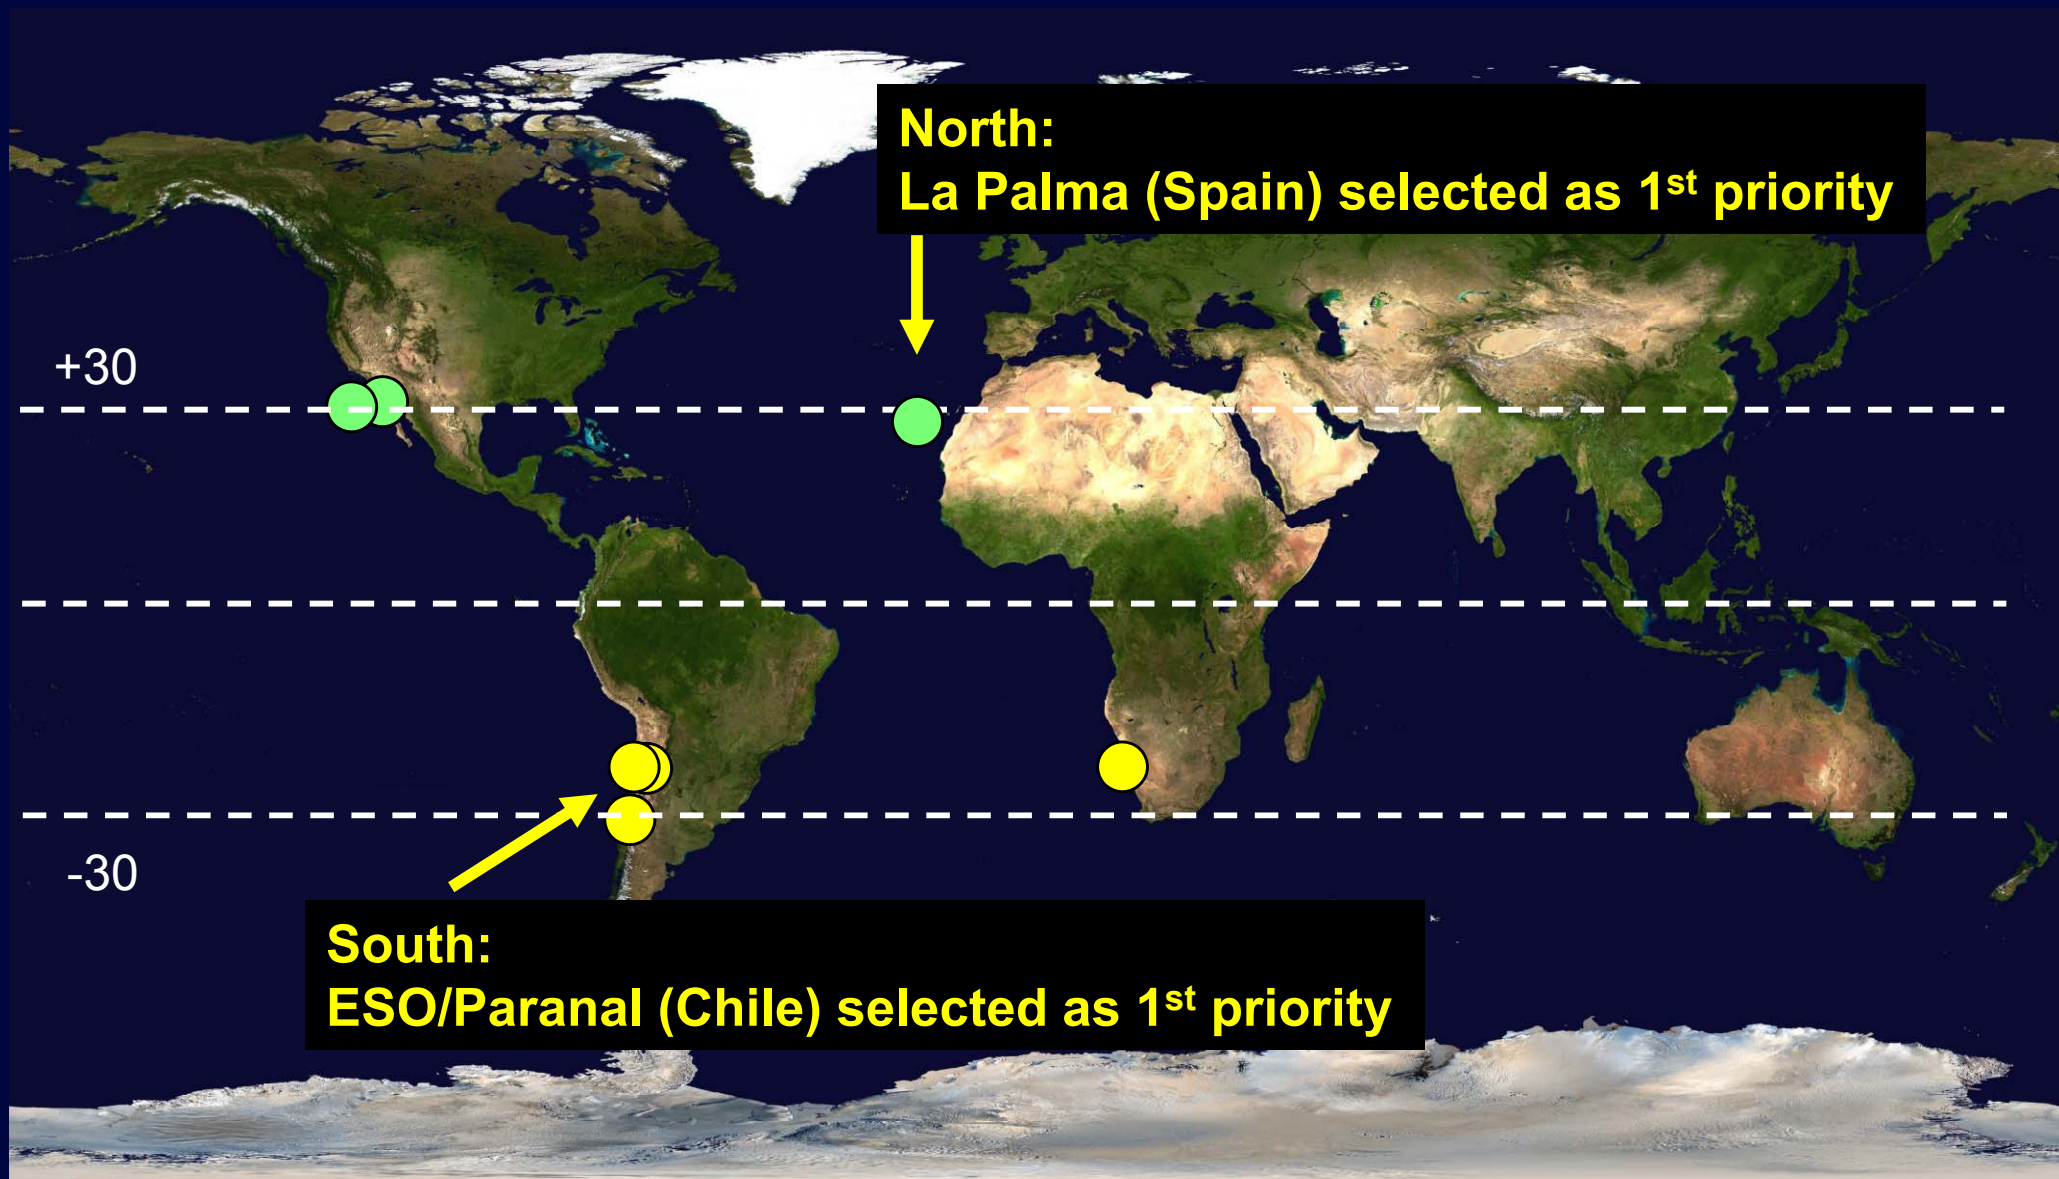 North:
La Palma (Spain) selected as 1st priority
+30
-30
South:
ESO/Paranal (Chile) selected as 1st priority